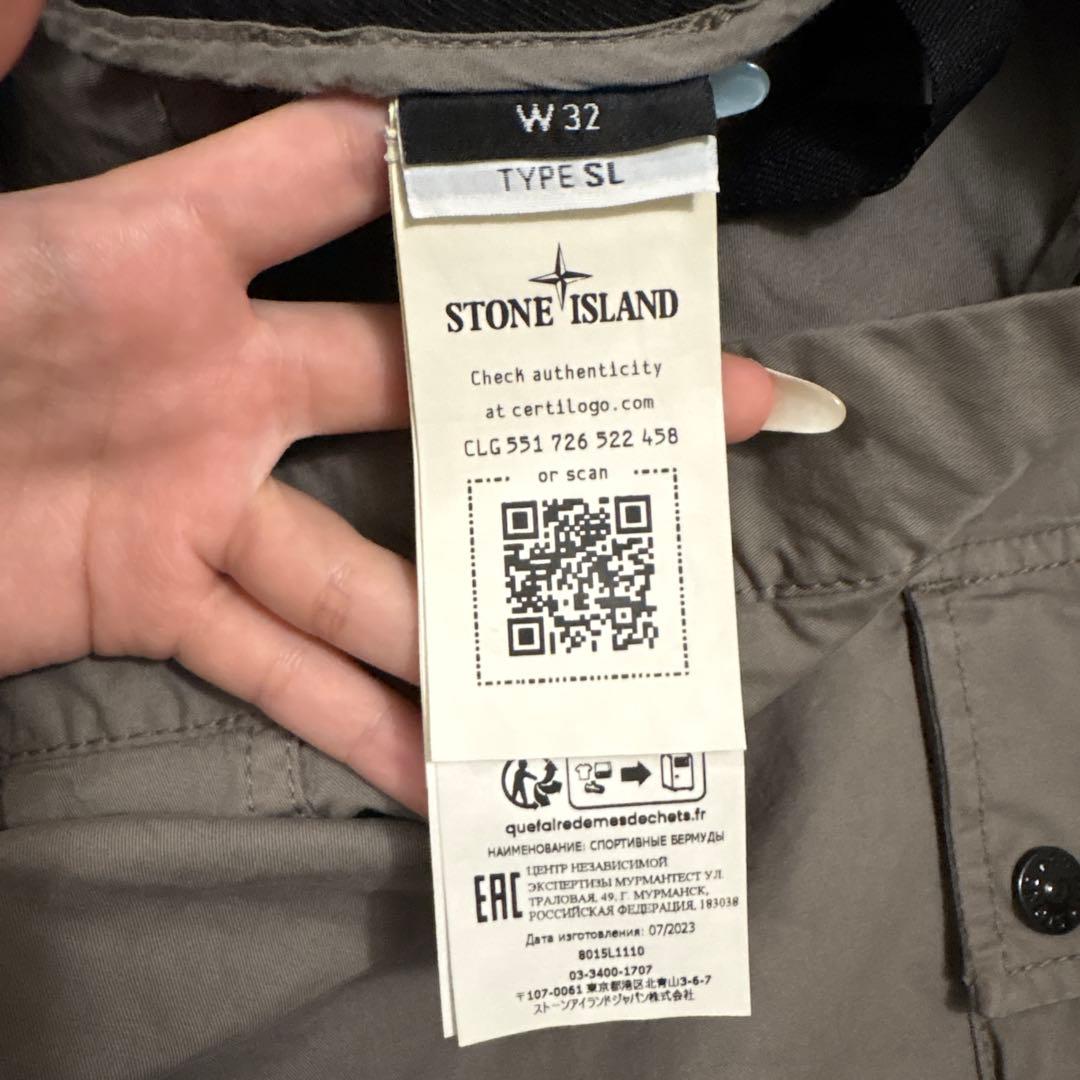 W 32
TYPE SL
STONE ISLAND
Check authenticity
at certilogo.com
CLG 551 726 522 458
or scan
quefairedemesdechets.fr
НАИМЕНОВАНИЕ: СПОРТИВНЫЕ БЕРМУДЫ
EAC
ЦЕНТР НЕЗАВИСИМОЙ
ЭКСПЕРТИЗЫ МУРМАНТЕСТ УЛ.
ТРАЛОВАЯ, 49, Г. МУРМАНСК,
РОССИЙСКАЯ ФЕДЕРАЦИЯ, 183038
Дата изготовления: 07/2023
8015L1110
03-3400-1707
〒107-0061 東京都港区北青山3-6-7
ストーンアイランドジャパン株式会社